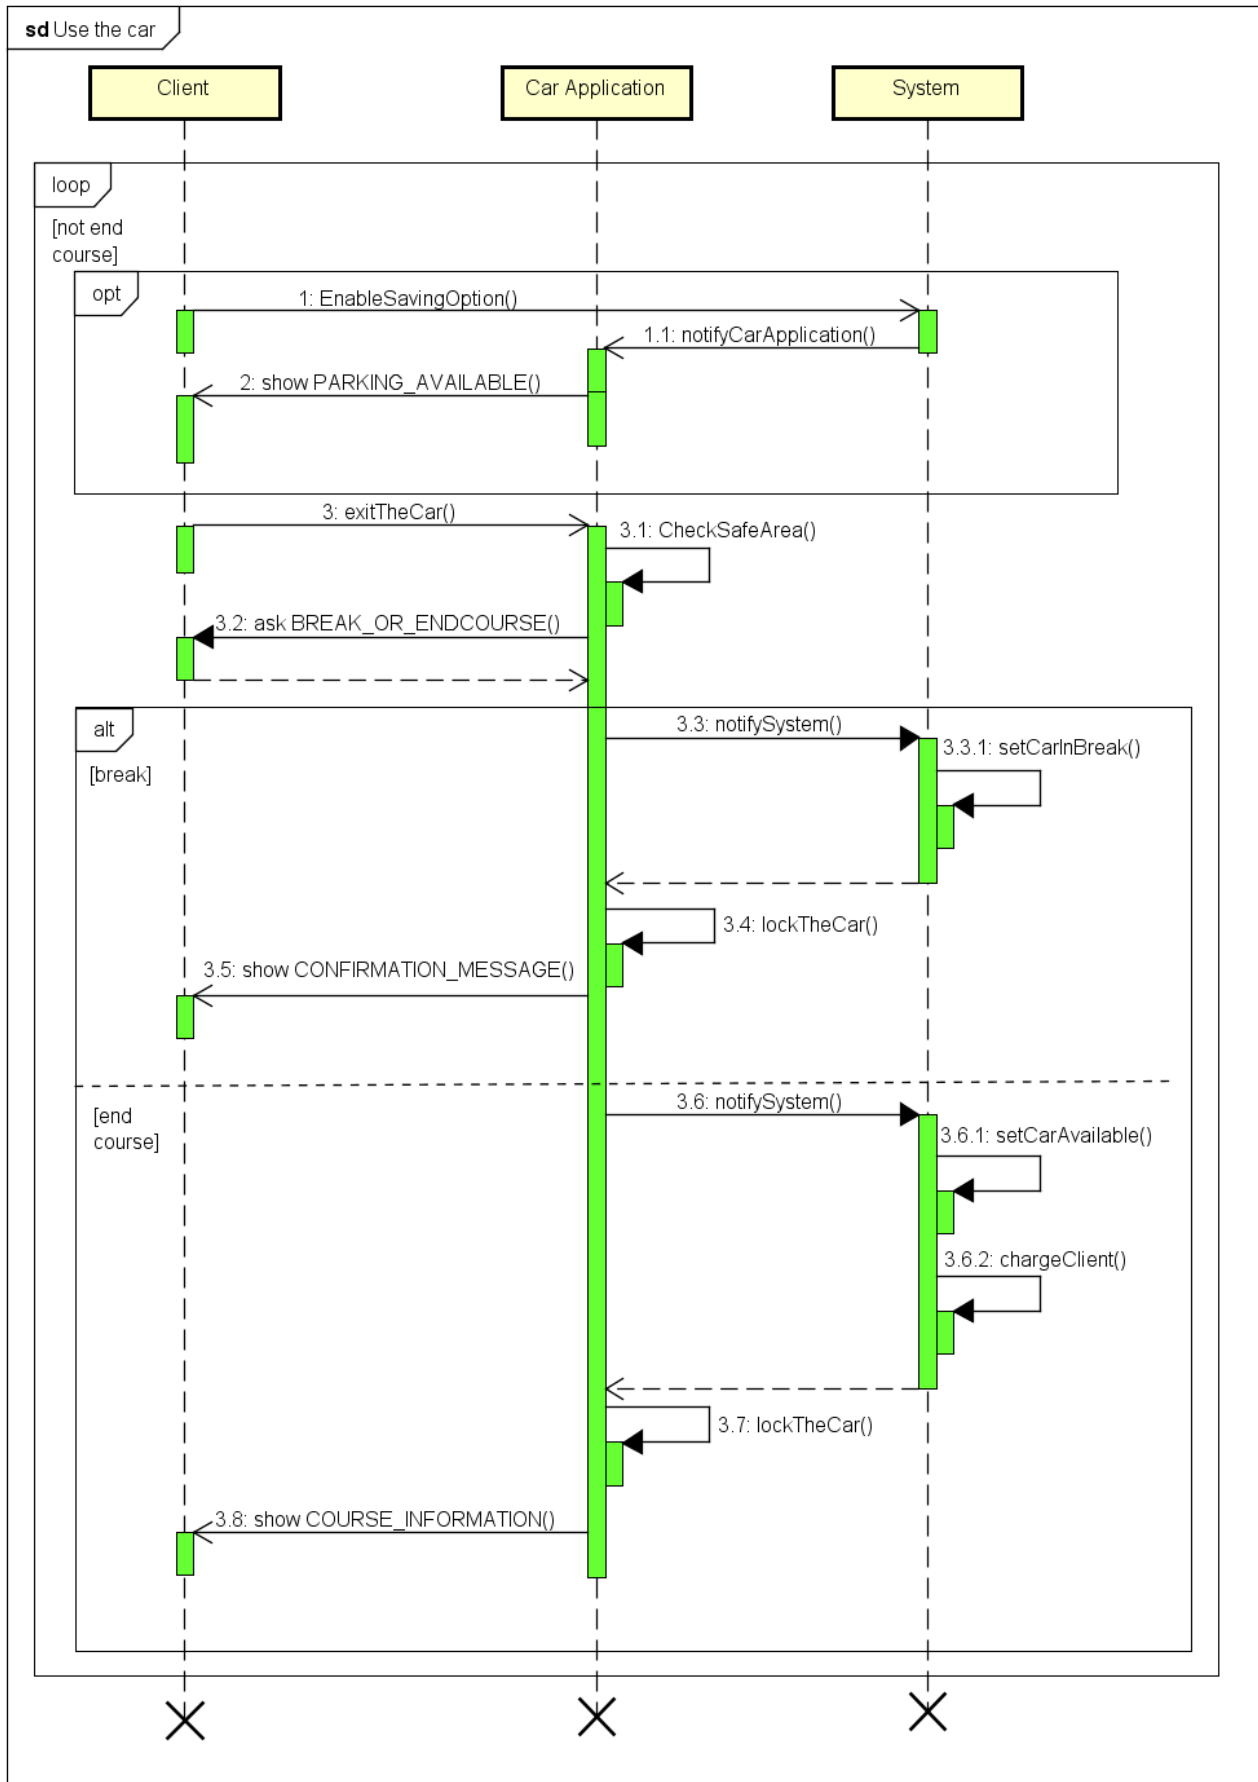 sd Use the car
Client
Car Application
System
loop
[not end
course]
opt
1: EnableSavingOption()
1.1: notifyCarApplication()
2: show PARKING_AVAILABLE()
3: exitTheCar()
3.1: CheckSafeArea()
3.2: ask BREAK_OR_ENDCOURSE()
alt
[break]
3.3: notifySystem()
3.3.1: setCarInBreak()
3.4: lockTheCar()
3.5: show CONFIRMATION_MESSAGE()
[end
course]
3.6: notifySystem()
3.6.1: setCarAvailable()
3.6.2: chargeClient()
3.7: lockTheCar()
3.8: show COURSE_INFORMATION()